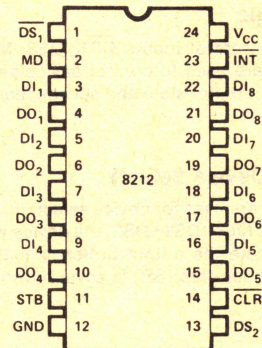 DS1 1 24 VCC
MD 2 23 INT
DI1 3 22 DI8
DO1 4 21 DO8
DI2 5 20 DI7
DO2 6 19 DO7
8212
DI3 7 18 DI6
DO3 8 17 DO6
DI4 9 16 DI5
DO4 10 15 DO5
STB 11 14 CLR
GND 12 13 DS2